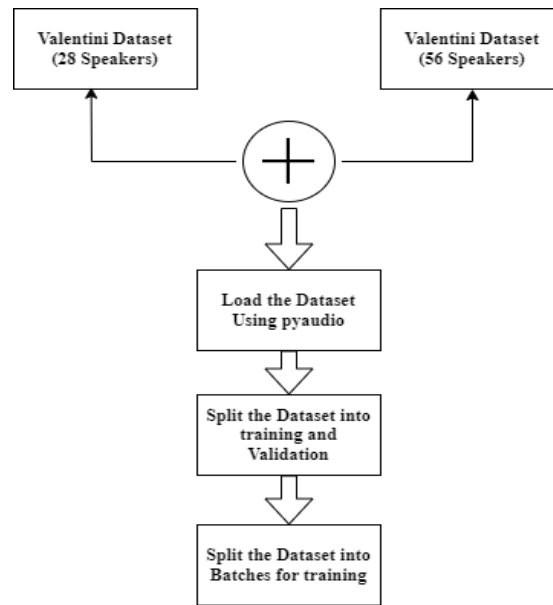 Valentini Dataset
(28 Speakers)
Valentini Dataset
(56 Speakers)
Load the Dataset
Using pyaudio
Split the Dataset into
training and
Validation
Split the Dataset into
Batches for training